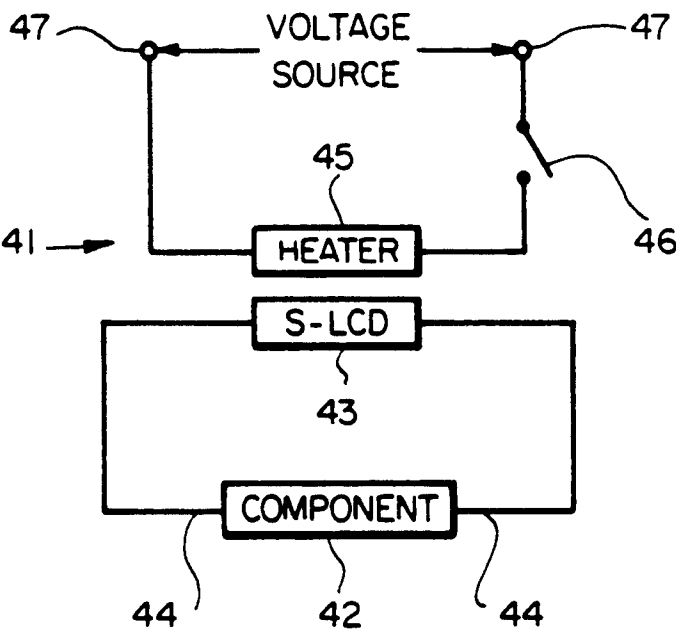 47
VOLTAGE
SOURCE
47
45
41
HEATER
46
S-LCD
43
COMPONENT
44
42
44